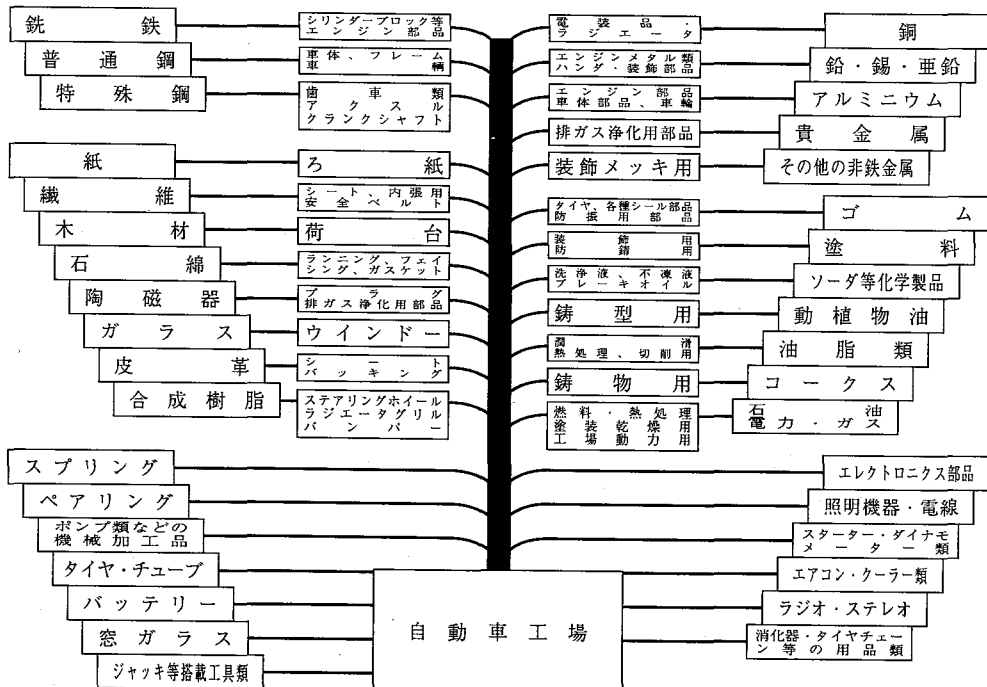 銑鉄
シリンダーブロック等
エンジン部品
普通鋼
車体、フレーム
車輌
特殊鋼
歯車類
アクスル
クランクシャフト
紙
ろ紙
繊維
シート、内張用
安全ベルト
木材
荷台
石綿
ランニング、フェイ
シング、ガスケット
陶磁器
プラグ
排ガス浄化用部品
ガラス
ウインドー
皮革
シート
パッキング
合成樹脂
ステアリングホイール
ラジエータグリル
バンパー
スプリング
ベアリング
ポンプ類などの
機械加工品
タイヤ・チューブ
バッテリー
窓ガラス
ジャッキ等搭載工具類
電装品・
ラジエータ
銅
エンジンメタル類
ハンダ・装飾部品
鉛・錫・亜鉛
エンジン部品
車体部品、車輪
アルミニウム
排ガス浄化用部品
貴金属
装飾メッキ用
その他の非鉄金属
タイヤ、各種シール部品
防振用部品
ゴム
装飾用
防錆用
塗料
洗浄液、不凍液
ブレーキオイル
ソーダ等化学製品
鋳型用
動植物油
潤滑
熱処理、切削用
油脂類
鋳物用
コークス
燃料・熱処理
塗装乾燥用
工場動力用
石油
電力・ガス
エレクトロニクス部品
照明機器・電線
スターター・ダイナモ
メーター類
エアコン・クーラー類
ラジオ・ステレオ
消化器・タイヤチェー
ン等の用品類
自動車工場